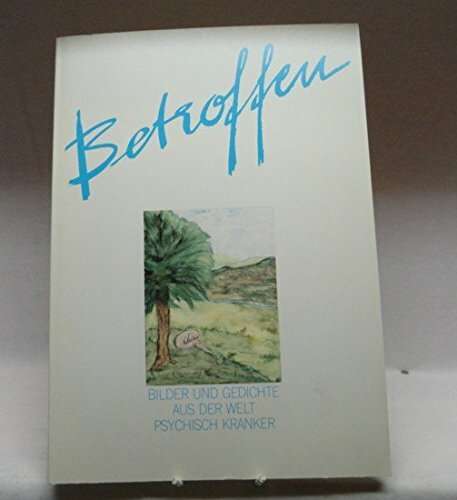 Betroffen
BILDER UND GEDICHTE
AUS DER WELT
PSYCHISCH KRANKER